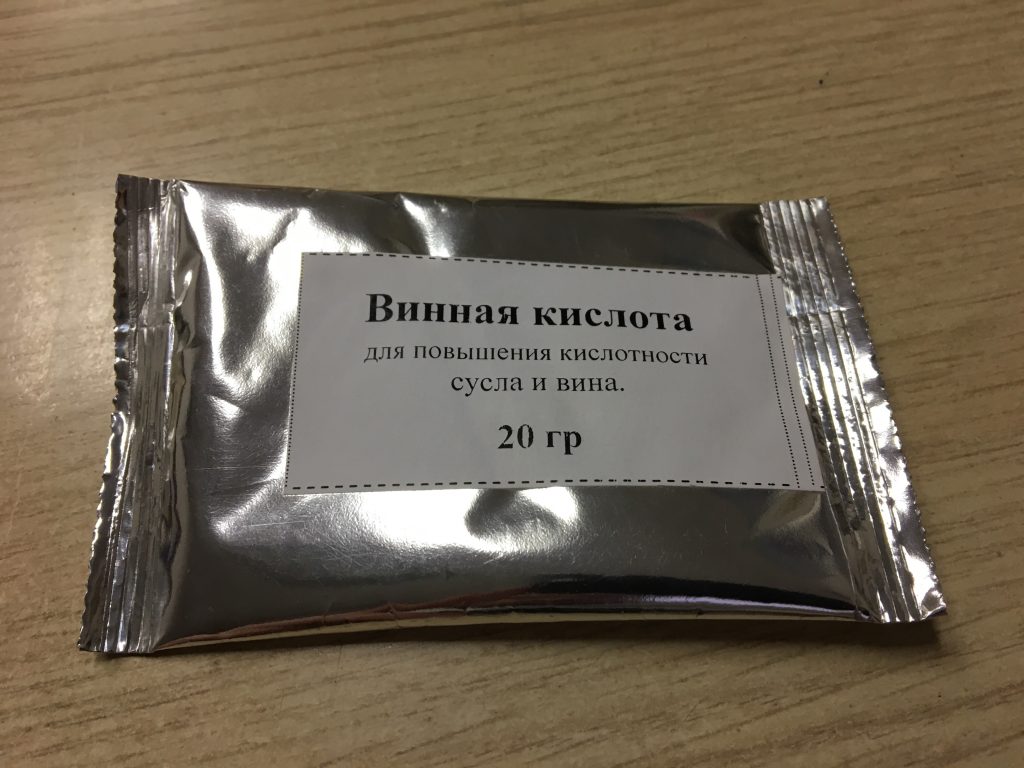 Винная кислота
для повышения кислотности
сусла и вина.
20 гр